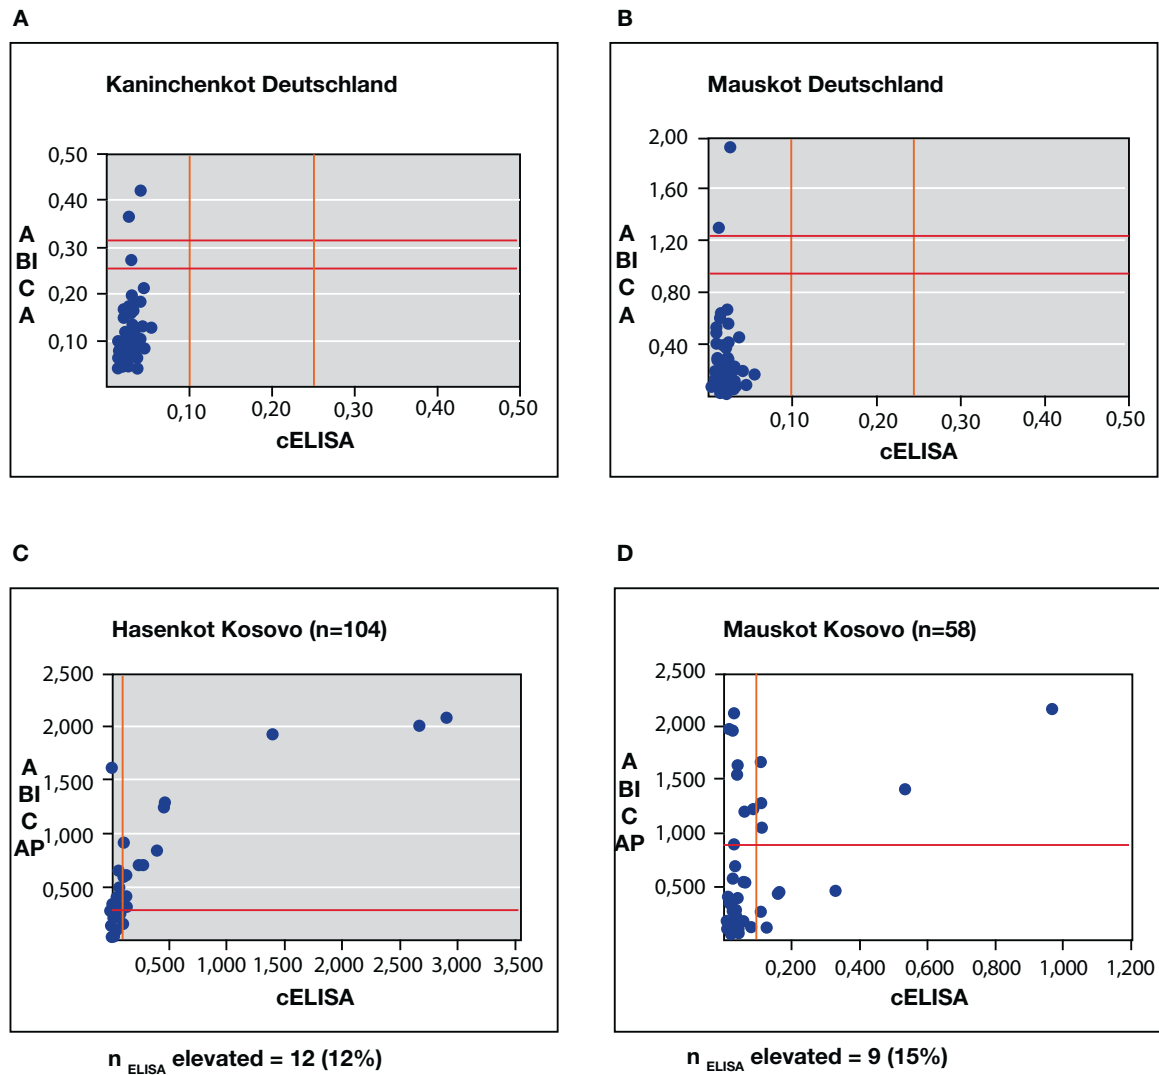 A
Kaninchenkot Deutschland
0,50
0,40
0,30
0,20
0,10
A
BI
C
A
0,10 0,20 0,30 0,40 0,50
cELISA
B
Mauskot Deutschland
2,00
1,60
1,20
0,80
0,40
A
BI
C
A
0,10 0,20 0,30 0,40 0,50
cELISA
C
Hasenkot Kosovo (n=104)
2,500
2,000
1,500
1,000
0,500
A
BI
C
AP
0,500 1,000 1,500 2,000 2,500 3,000 3,500
cELISA
n ELISA elevated = 12 (12%)
D
Mauskot Kosovo (n=58)
2,500
2,000
1,500
1,000
0,500
A
BI
C
AP
0,200 0,400 0,600 0,800 1,000 1,200
cELISA
n ELISA elevated = 9 (15%)